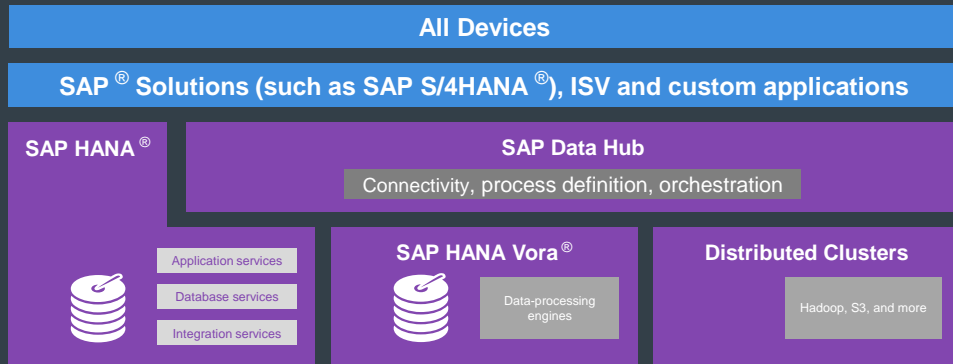 All Devices
SAP ® Solutions (such as SAP S/4HANA ®), ISV and custom applications
SAP HANA ®
SAP Data Hub
Connectivity, process definition, orchestration
Application services
Database services
Integration services
SAP HANA Vora ®
Data-processing
engines
Distributed Clusters
Hadoop, S3, and more